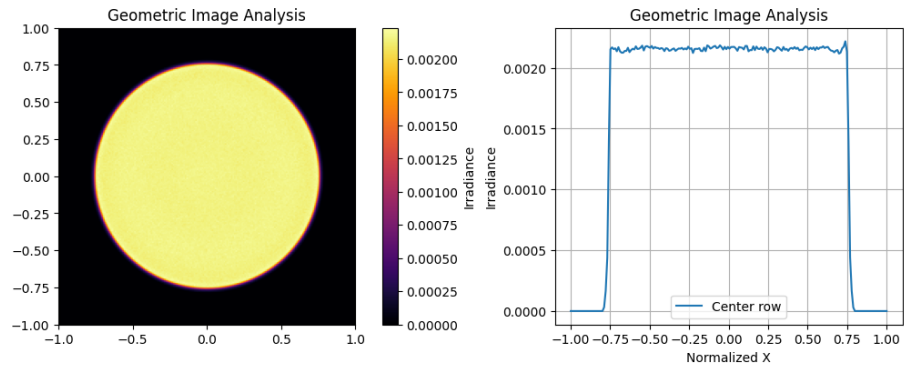 Geometric Image Analysis
1.00
0.75
0.50
0.25
0.00
−0.25
−0.50
−0.75
−1.00
−1.0 −0.5 0.0 0.5 1.0
0.00200
0.00175
0.00150
0.00125
0.00100
0.00075
0.00050
0.00025
0.00000
Irradiance
Geometric Image Analysis
Irradiance
0.0020
0.0015
0.0010
0.0005
0.0000
Center row
−1.00 −0.75 −0.50 −0.25 0.00 0.25 0.50 0.75 1.00
Normalized X